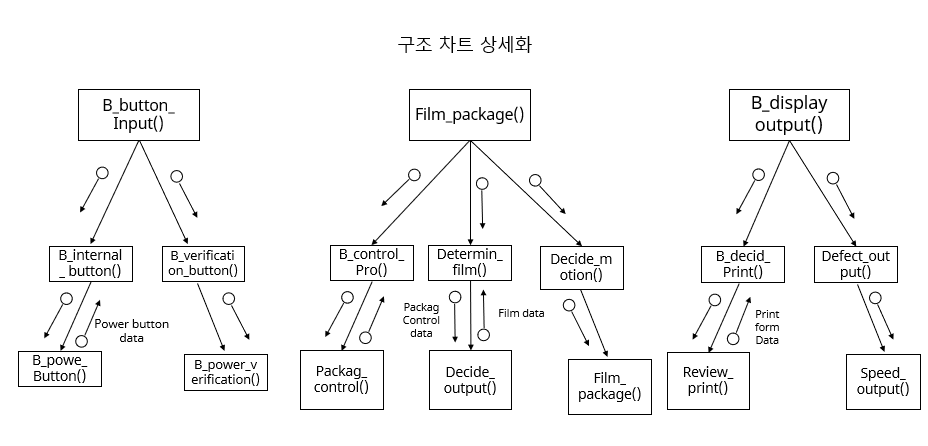 구조 차트 상세화
B_button_
Input()
Film_package()
B_display
output()
B_internal
_ button()
B_verificati
on_button()
B_control_
Pro()
Determin_
film()
Decide_m
otion()
B_decid_
Print()
Defect_out
put()
Power button
data
Packag
Control
data
Film data
Print
form
Data
B_powe_
Button()
B_power_v
erification()
Packag_
control()
Decide_
output()
Film_
package()
Review_
print()
Speed_
output()